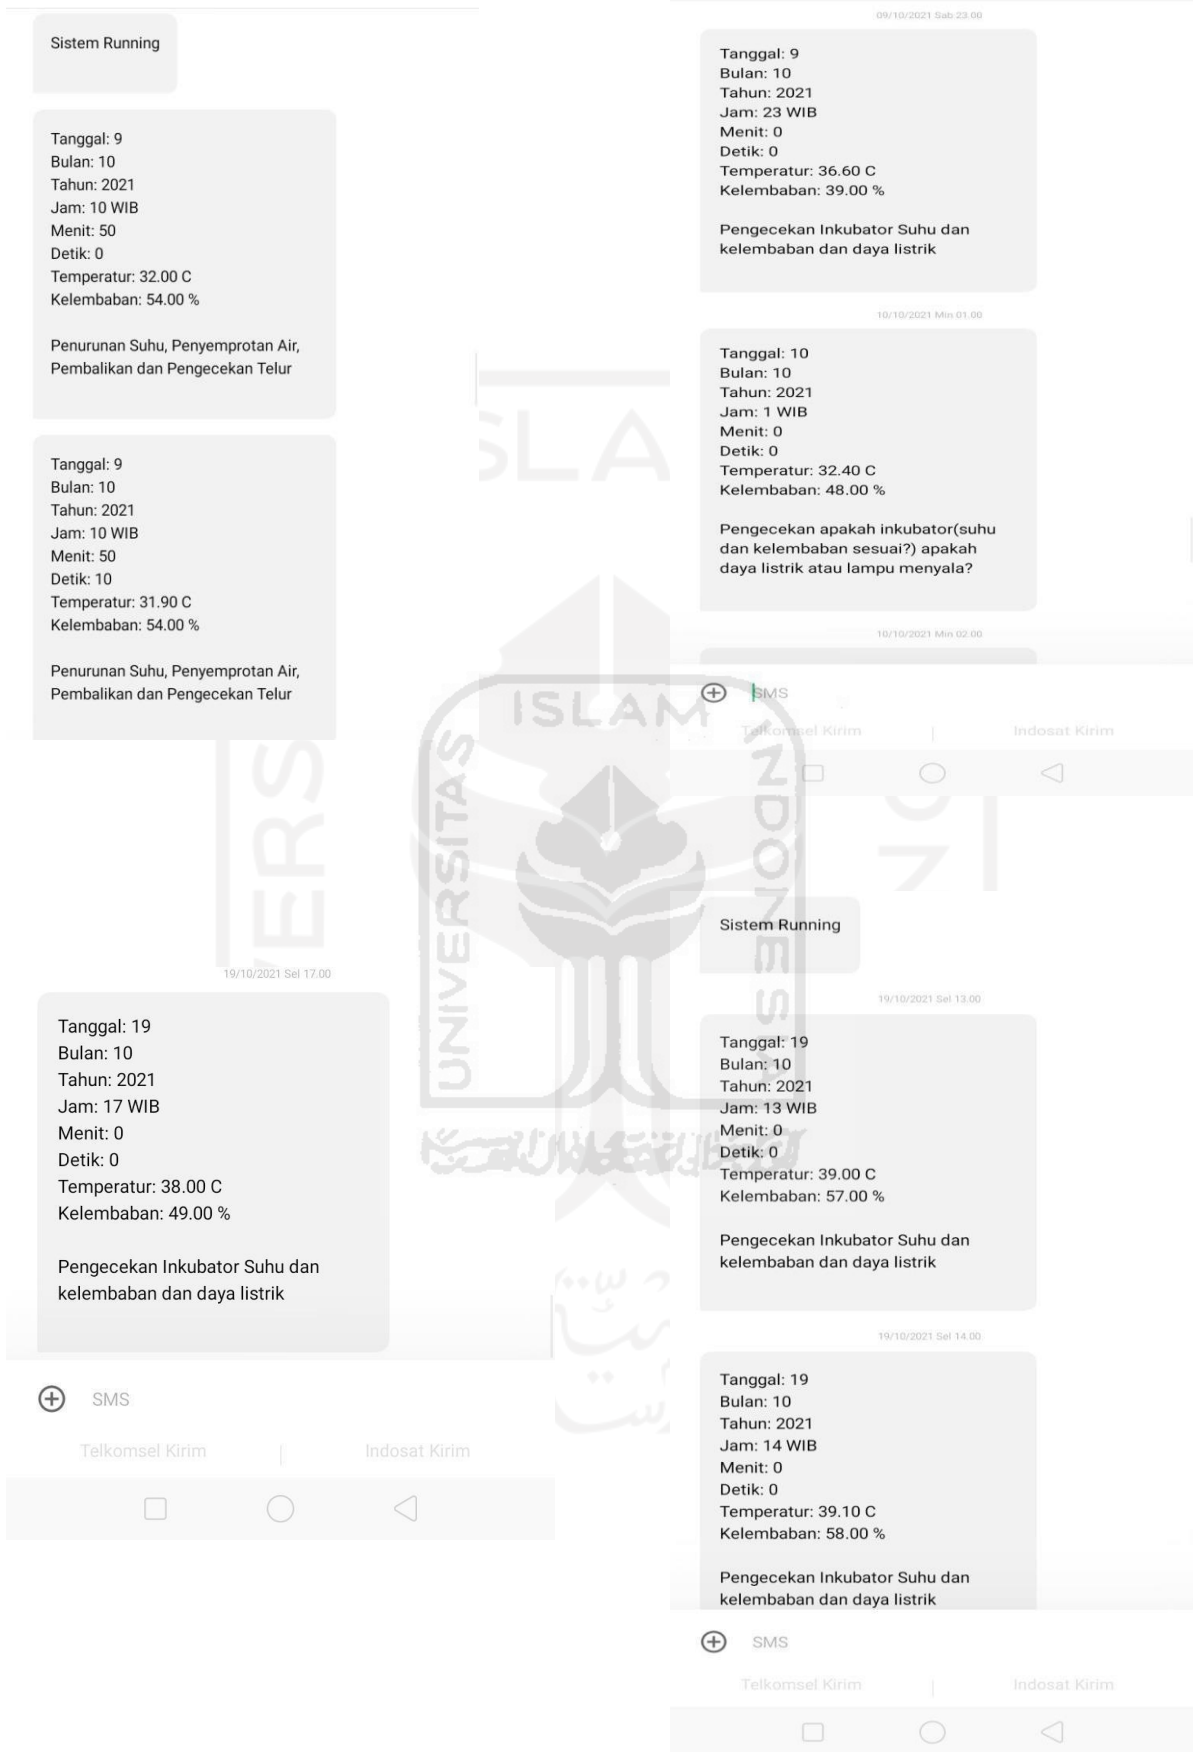 Sistem Running
Tanggal: 9
Bulan: 10
Tahun: 2021
Jam: 10 WIB
Menit: 50
Detik: 0
Temperatur: 32.00 C
Kelembaban: 54.00 %
Penurunan Suhu, Penyemprotan Air,
Pembalikan dan Pengecekan Telur
Tanggal: 9
Bulan: 10
Tahun: 2021
Jam: 10 WIB
Menit: 50
Detik: 10
Temperatur: 31.90 C
Kelembaban: 54.00 %
Penurunan Suhu, Penyemprotan Air,
Pembalikan dan Pengecekan Telur
09/10/2021 Sab 23.00
Tanggal: 9
Bulan: 10
Tahun: 2021
Jam: 23 WIB
Menit: 0
Detik: 0
Temperatur: 36.60 C
Kelembaban: 39.00 %
Pengecekan Inkubator Suhu dan
kelembaban dan daya listrik
10/10/2021 Min 01.00
Tanggal: 10
Bulan: 10
Tahun: 2021
Jam: 1 WIB
Menit: 0
Detik: 0
Temperatur: 32.40 C
Kelembaban: 48.00 %
Pengecekan apakah inkubator(suhu
dan kelembaban sesuai?) apakah
daya listrik atau lampu menyala?
10/10/2021 Min 02.00
SMS
Telkomsel Kirim | Indosat Kirim
19/10/2021 Sel 17.00
Tanggal: 19
Bulan: 10
Tahun: 2021
Jam: 17 WIB
Menit: 0
Detik: 0
Temperatur: 38.00 C
Kelembaban: 49.00 %
Pengecekan Inkubator Suhu dan
kelembaban dan daya listrik
SMS
Telkomsel Kirim | Indosat Kirim
Sistem Running
19/10/2021 Sel 13.00
Tanggal: 19
Bulan: 10
Tahun: 2021
Jam: 13 WIB
Menit: 0
Detik: 0
Temperatur: 39.00 C
Kelembaban: 57.00 %
Pengecekan Inkubator Suhu dan
kelembaban dan daya listrik
19/10/2021 Sel 14.00
Tanggal: 19
Bulan: 10
Tahun: 2021
Jam: 14 WIB
Menit: 0
Detik: 0
Temperatur: 39.10 C
Kelembaban: 58.00 %
Pengecekan Inkubator Suhu dan
kelembaban dan daya listrik
SMS
Telkomsel Kirim | Indosat Kirim
UNIVERSITAS
ISLAM
INDONESIA